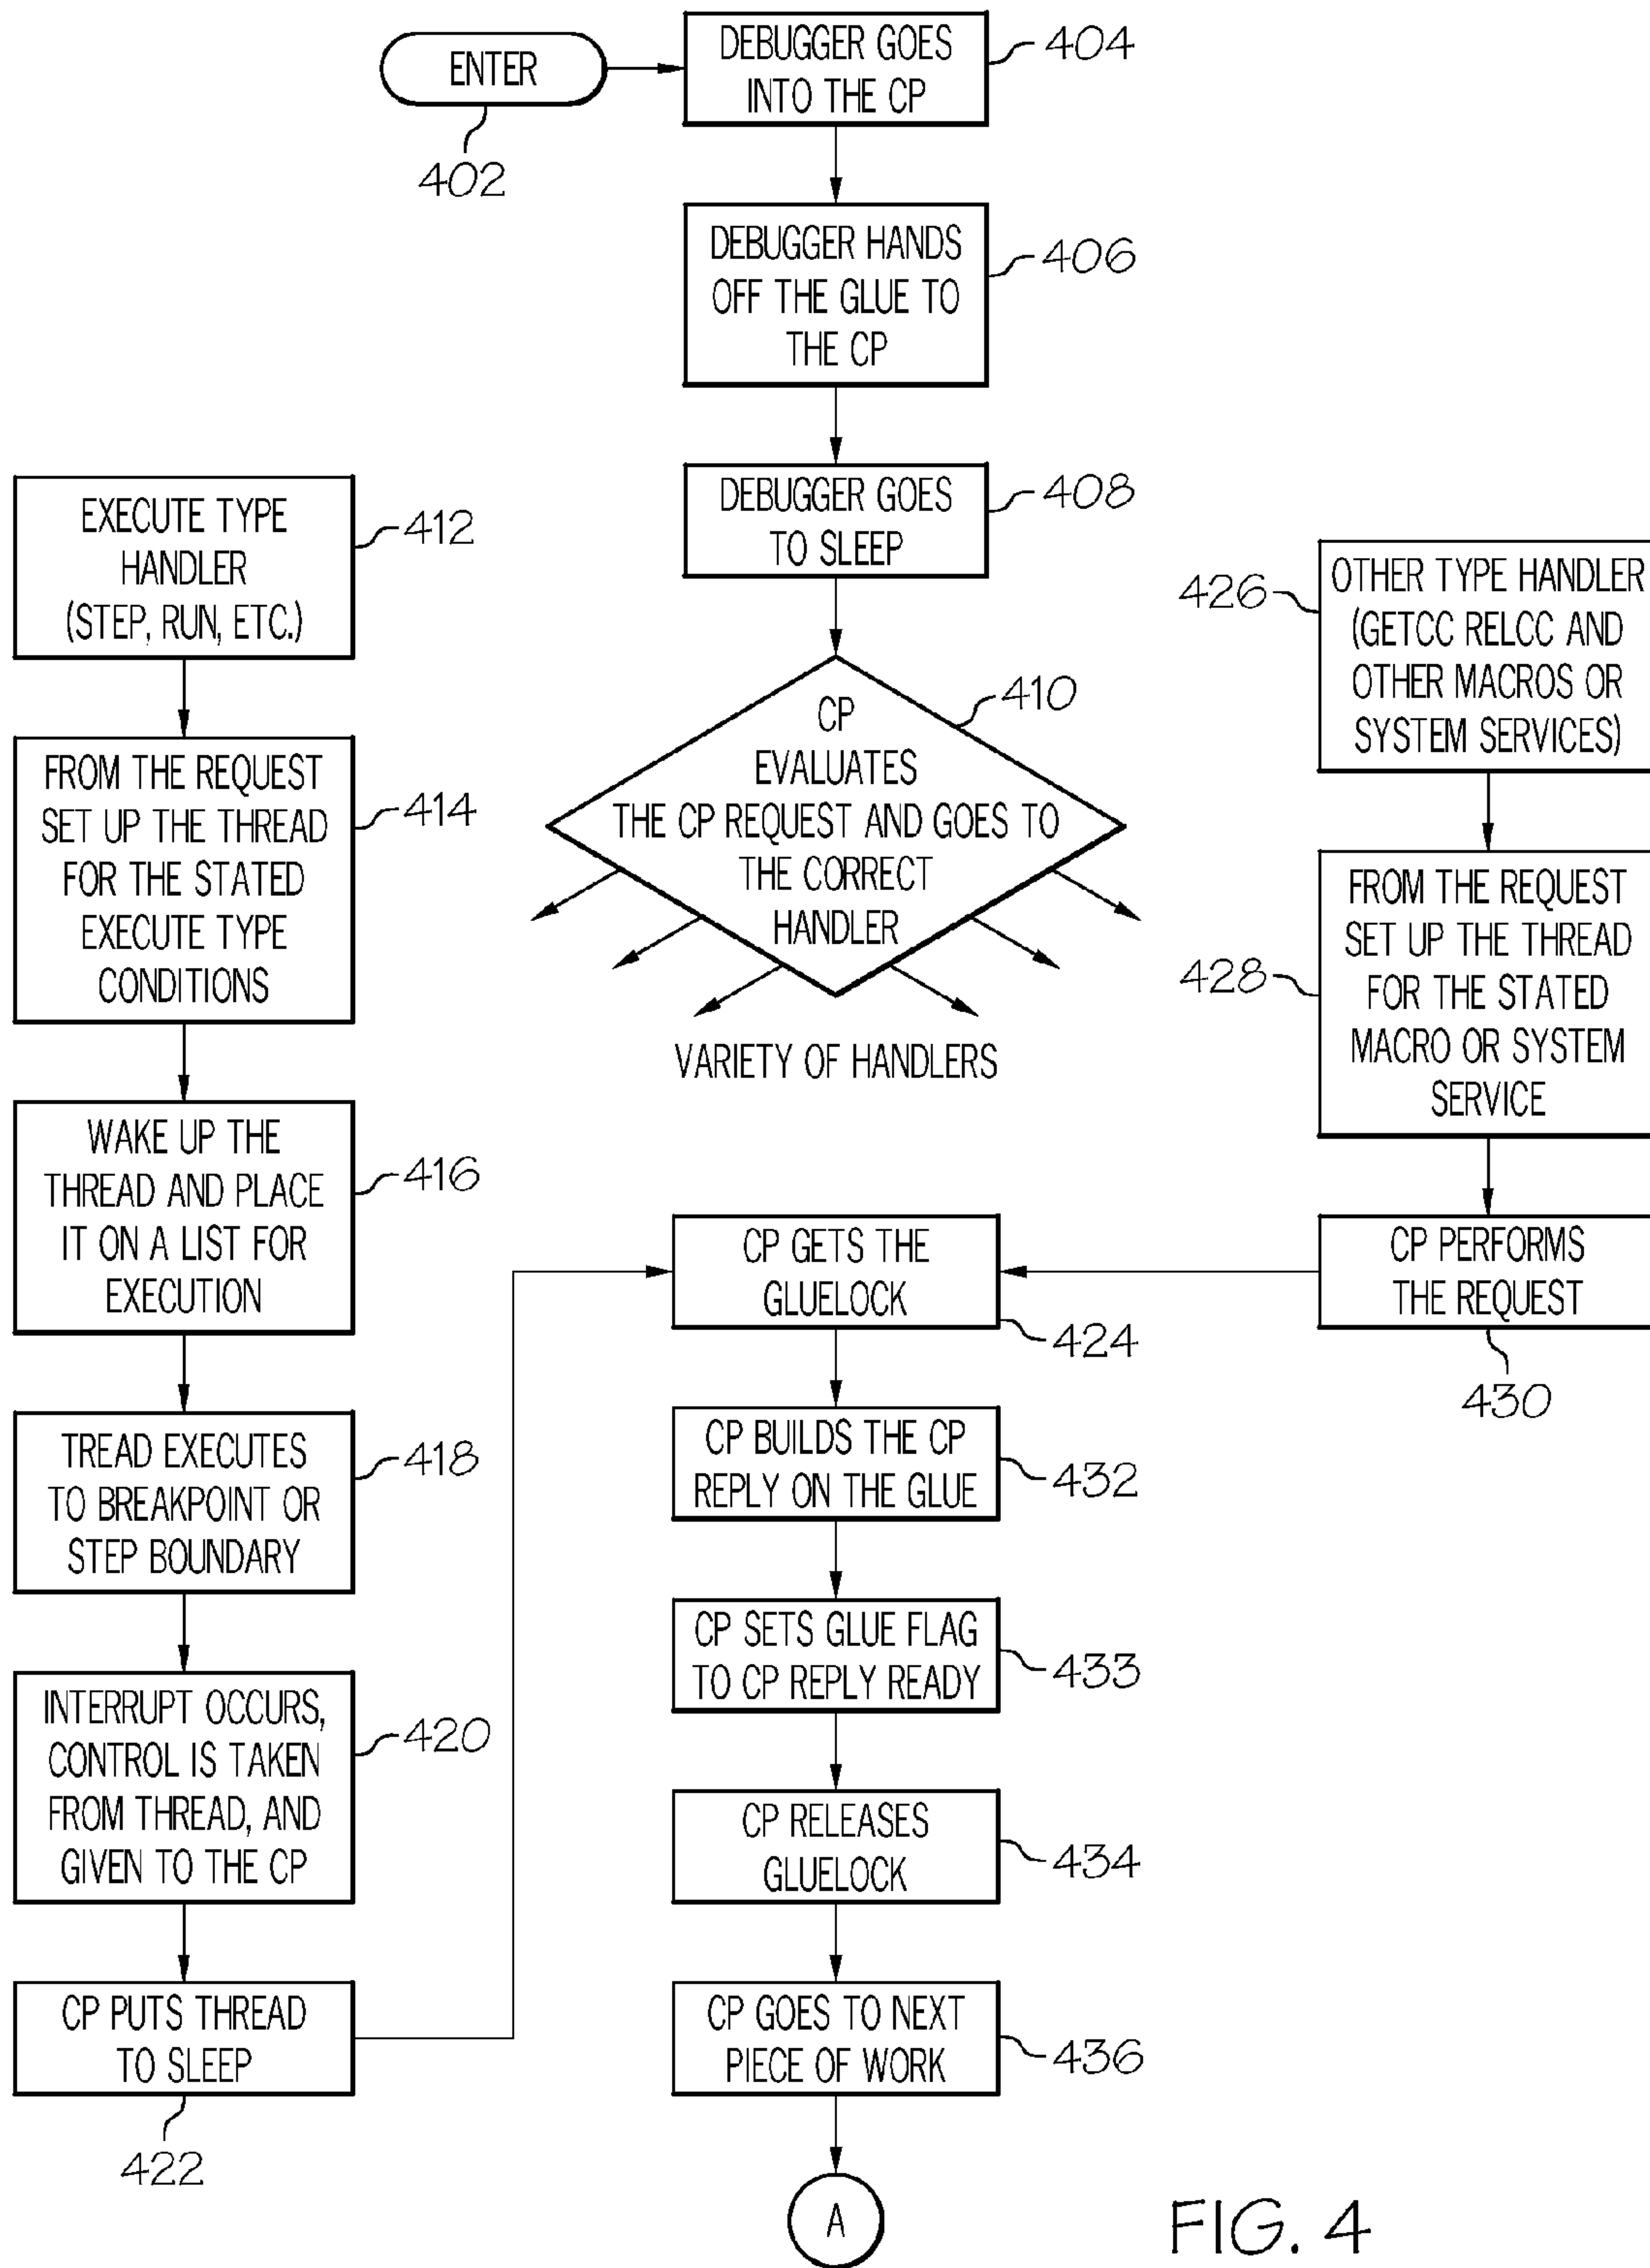 ENTER
402
DEBUGGER GOES
INTO THE CP
404
DEBUGGER HANDS
OFF THE GLUE TO
THE CP
406
DEBUGGER GOES
TO SLEEP
408
CP
EVALUATES
THE CP REQUEST AND GOES TO
THE CORRECT
HANDLER
410
VARIETY OF HANDLERS
EXECUTE TYPE
HANDLER
(STEP, RUN, ETC.)
412
FROM THE REQUEST
SET UP THE THREAD
FOR THE STATED
EXECUTE TYPE
CONDITIONS
414
WAKE UP THE
THREAD AND PLACE
IT ON A LIST FOR
EXECUTION
416
TREAD EXECUTES
TO BREAKPOINT OR
STEP BOUNDARY
418
INTERRUPT OCCURS,
CONTROL IS TAKEN
FROM THREAD, AND
GIVEN TO THE CP
420
CP PUTS THREAD
TO SLEEP
422
OTHER TYPE HANDLER
(GETCC RELCC AND
OTHER MACROS OR
SYSTEM SERVICES)
426
FROM THE REQUEST
SET UP THE THREAD
FOR THE STATED
MACRO OR SYSTEM
SERVICE
428
CP PERFORMS
THE REQUEST
430
CP GETS THE
GLUELOCK
424
CP BUILDS THE CP
REPLY ON THE GLUE
432
CP SETS GLUE FLAG
TO CP REPLY READY
433
CP RELEASES
GLUELOCK
434
CP GOES TO NEXT
PIECE OF WORK
436
A
FIG. 4